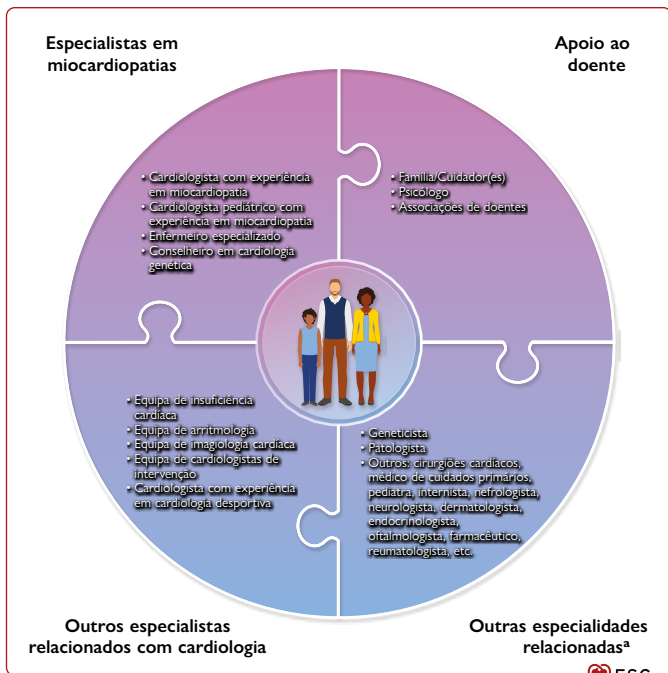 Especialistas em
miocardiopatias
Apoio ao
doente
• Cardiologista com experiência
em miocardiopatia
• Cardiologista pediátrico com
experiência em miocardiopatia
• Enfermeiro especializado
• Conselheiro em cardiologia
genética
• Família/Cuidador(es)
• Psicólogo
• Associações de doentes
• Equipa de insuficiência
cardíaca
• Equipa de arritmologia
• Equipa de imagiologia cardíaca
• Equipa de cardiologistas de
intervenção
• Cardiologista com experiência
em cardiologia desportiva
• Geneticista
• Patologista
• Outros: cirurgiões cardíacos,
médico de cuidados primários,
pediatra, internista, nefrologista,
neurologista, dermatologista,
endocrinologista,
oftalmologista, farmacêutico,
reumatologista, etc.
Outros especialistas
relacionados com cardiologia
Outras especialidades
relacionadasª
ESC